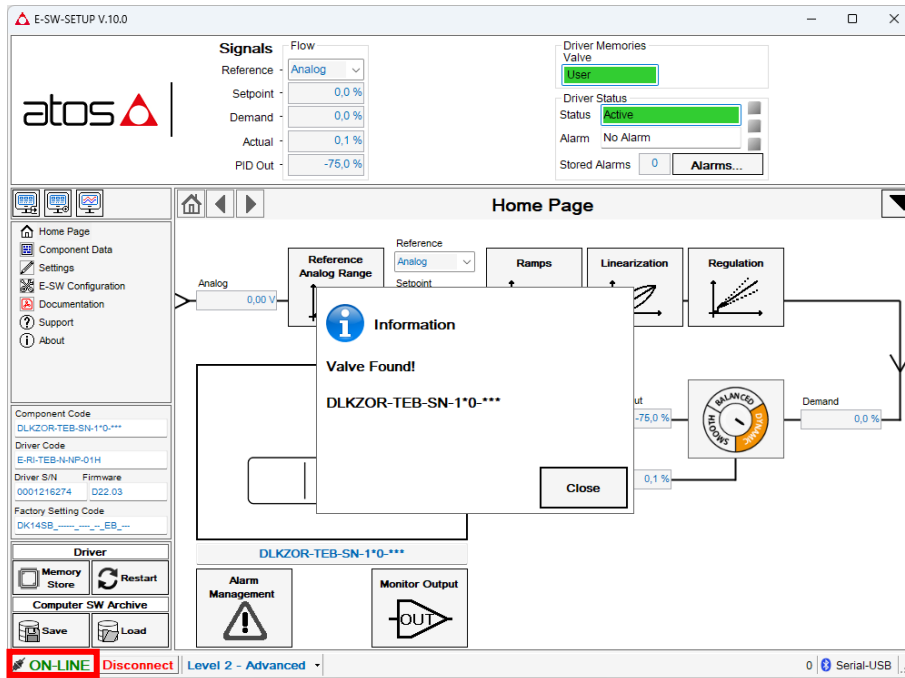 E-SW-SETUP V.10.0
atos
Signals
Flow
Reference
Analog
Setpoint
0,0 %
Demand
0,0 %
Actual
0,1 %
PID Out
-75,0 %
Driver Memories
Valve
User
Driver Status
Status
Active
Alarm
No Alarm
Stored Alarms
0
Alarms...
Home Page
Home Page
Component Data
Settings
E-SW Configuration
Documentation
Support
About
Component Code
DLKZOR-TEB-SN-1*0-***
Driver Code
E-RI-TEB-N-NP-01H
Driver S/N Firmware
0001216274 D22.03
Factory Setting Code
Driver
Memory
Store
Restart
Computer SW Archive
Save
Load
Analog
0,00 V
Reference
Analog Range
Reference
Analog
Setpoint
Ramps
Linearization
Regulation
Information
Valve Found!
DLKZOR-TEB-SN-1*0-***
Close
ut
-75,0 %
0,1 %
SMOOTH
BALANCED
DYNAMIC
Demand
0,0 %
DLKZOR-TEB-SN-1*0-***
Alarm
Management
Monitor Output
OUT
ON-LINE
Disconnect
Level 2 - Advanced
0
Serial-USB